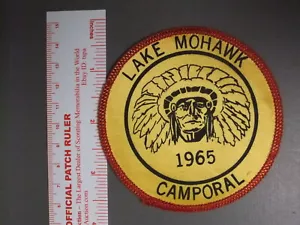 LAKE MOHAWK
1965
CAMPORAL
OFFICIAL PATCH RULER
The Largest Dealer of Scouting Memorabilia in the World